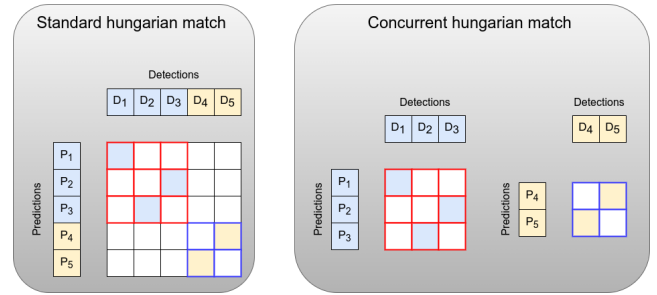 Standard hungarian match
Detections
D1 D2 D3 D4 D5
Predictions
P1
P2
P3
P4
P5
Concurrent hungarian match
Detections
D1 D2 D3
Predictions
P1
P2
P3
Detections
D4 D5
Predictions
P4
P5